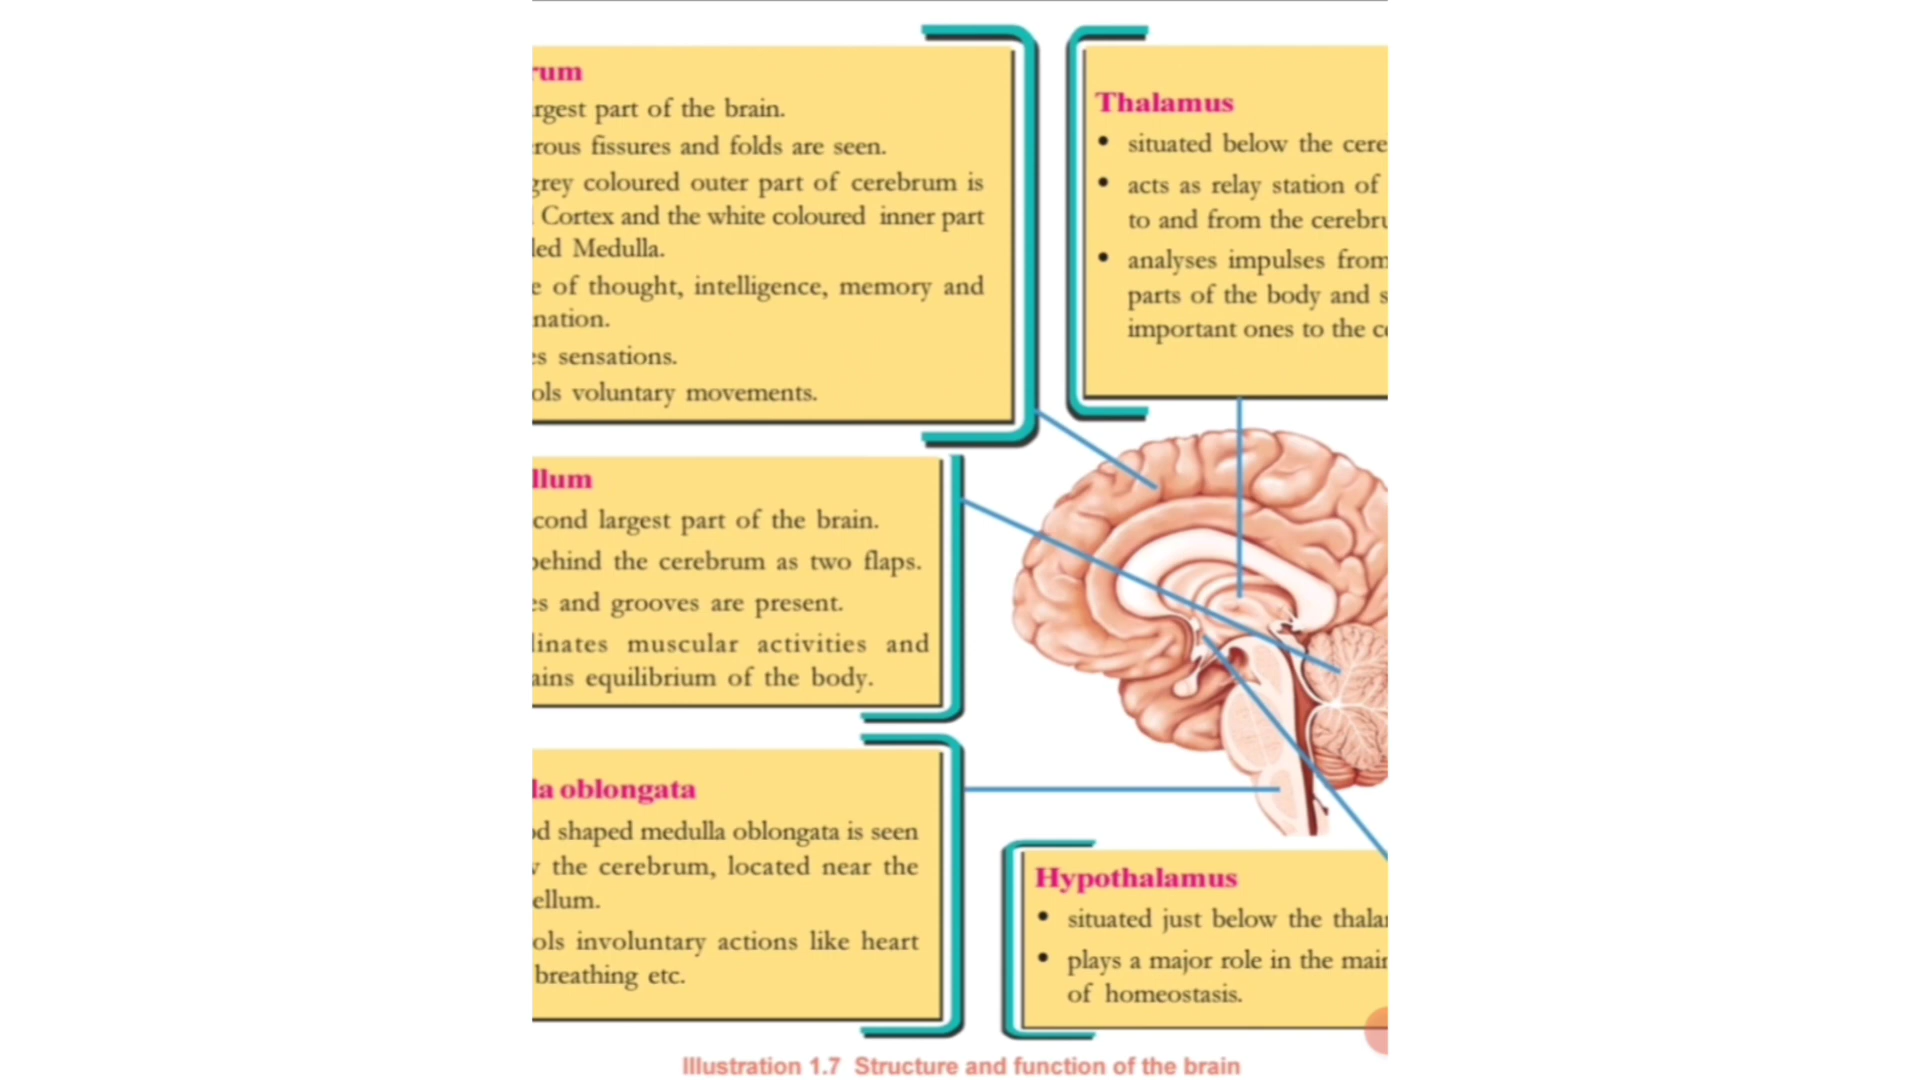 rum
rgest part of the brain.
rous fissures and folds are seen.
grey coloured outer part of cerebrum is
Cortex and the white coloured inner part
led Medulla.
e of thought, intelligence, memory and
nation.
es sensations.
ols voluntary movements.
Thalamus
• situated below the cere
• acts as relay station of
to and from the cerebru
• analyses impulses from
parts of the body and s
important ones to the ce
llum
cond largest part of the brain.
behind the cerebrum as two flaps.
es and grooves are present.
linates muscular activities and
ains equilibrium of the body.
la oblongata
od shaped medulla oblongata is seen
w the cerebrum, located near the
ellum.
ols involuntary actions like heart
breathing etc.
Hypothalamus
• situated just below the thala
• plays a major role in the main
of homeostasis.
Illustration 1.7 Structure and function of the brain